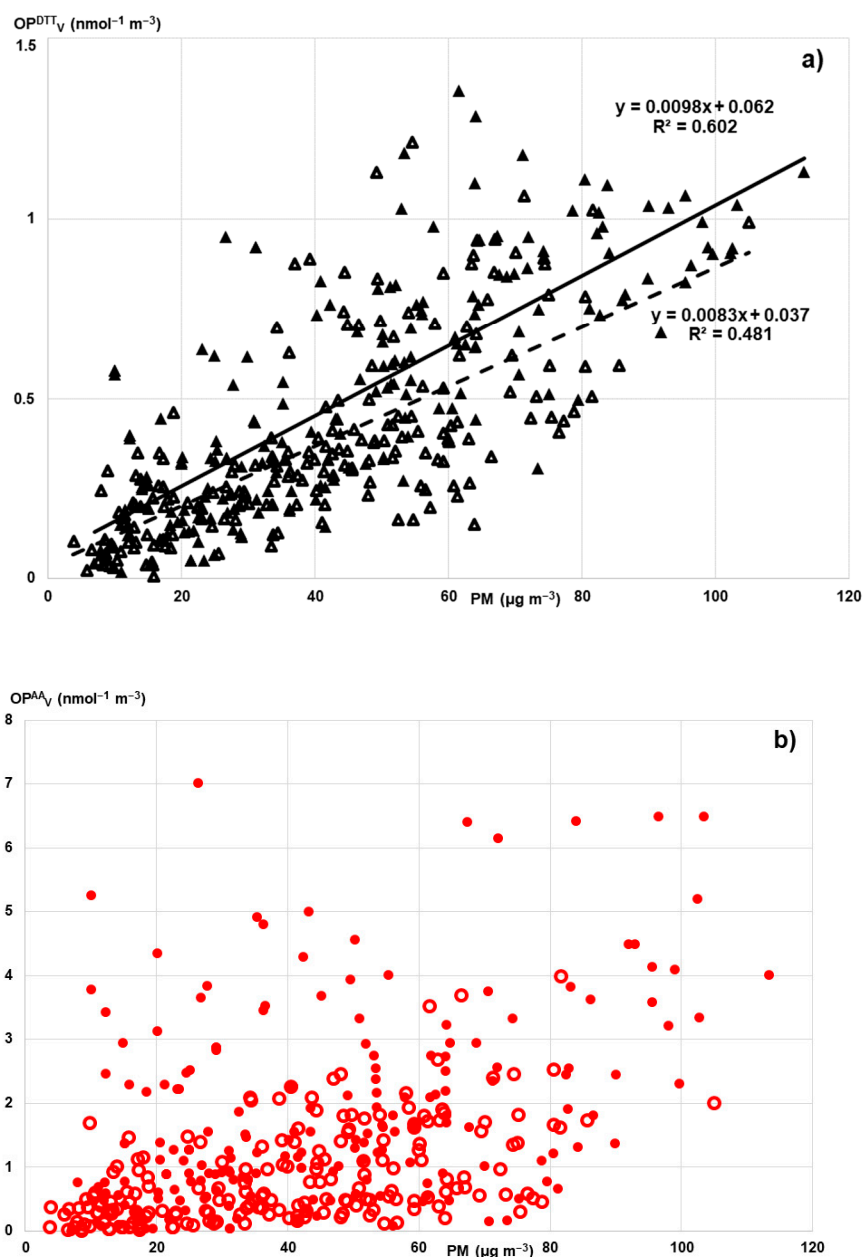 OPᴰᵀᵀV (nmol⁻¹ m⁻³)
1.5
a)
y = 0.0098x + 0.062
R² = 0.602
1
y = 0.0083x + 0.037
R² = 0.481
0.5
0
20 40 60 80 100 120
PM (µg m⁻³)
OPᴬᴬV (nmol⁻¹ m⁻³)
8
b)
7
6
5
4
3
2
1
0
0 20 40 60 80 100 120
PM (µg m⁻³)